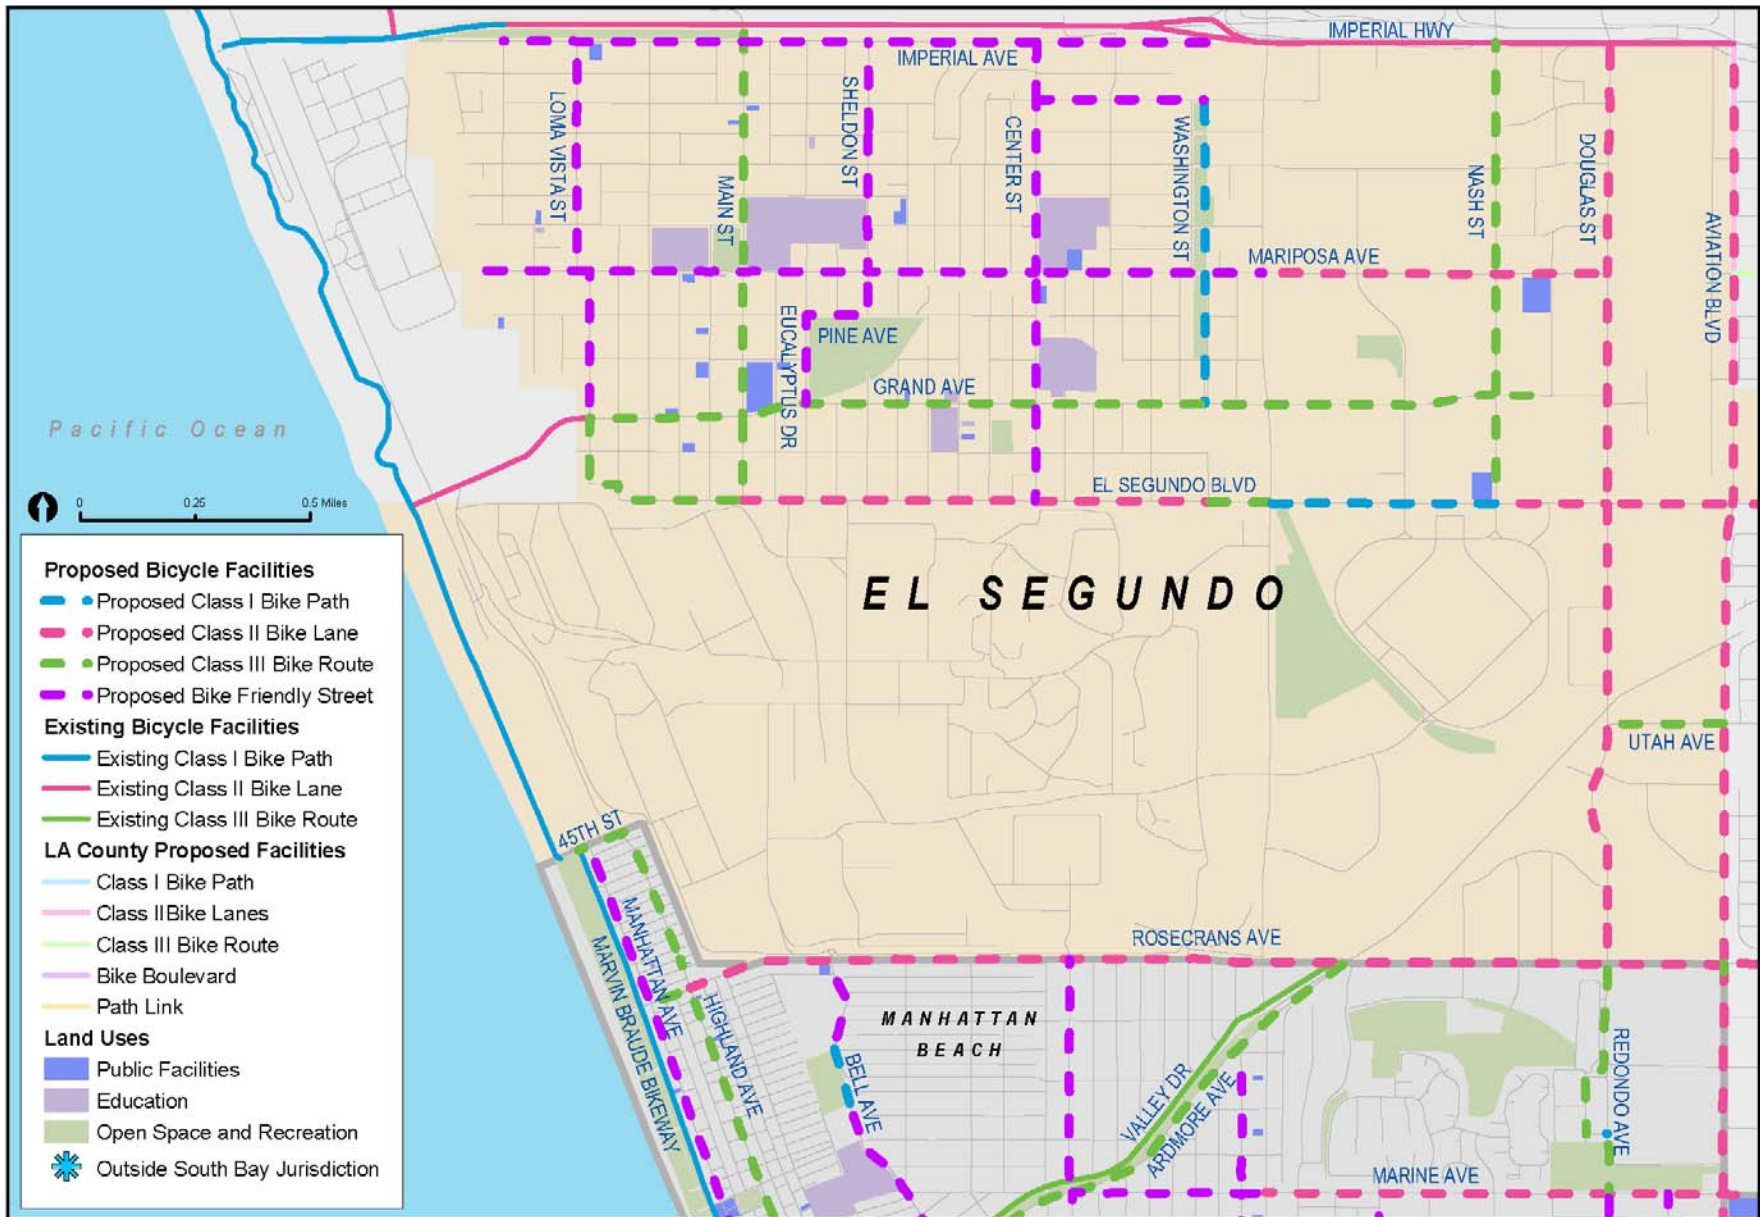 IMPERIAL HWY
IMPERIAL AVE
LOMA VISTA ST
MAIN ST
SHELDON ST
CENTER ST
WASHINGTON ST
NASH ST
DOUGLAS ST
AVIATION BLVD
MARIPOSA AVE
EUCALYPTUS DR
PINE AVE
GRAND AVE
Pacific Ocean
EL SEGUNDO BLVD
0 0.25 0.5 Miles
EL SEGUNDO
UTAH AVE
45TH ST
ROSECRANS AVE
MANHATTAN AVE
MARVIN BRAUDE BIKEWAY
HIGHLAND AVE
MANHATTAN
BEACH
BELL AVE
VALLEY DR
ARDMORE AVE
REDONDO AVE
MARINE AVE
Proposed Bicycle Facilities
Proposed Class I Bike Path
Proposed Class II Bike Lane
Proposed Class III Bike Route
Proposed Bike Friendly Street
Existing Bicycle Facilities
Existing Class I Bike Path
Existing Class II Bike Lane
Existing Class III Bike Route
LA County Proposed Facilities
Class I Bike Path
Class II Bike Lanes
Class III Bike Route
Bike Boulevard
Path Link
Land Uses
Public Facilities
Education
Open Space and Recreation
Outside South Bay Jurisdiction